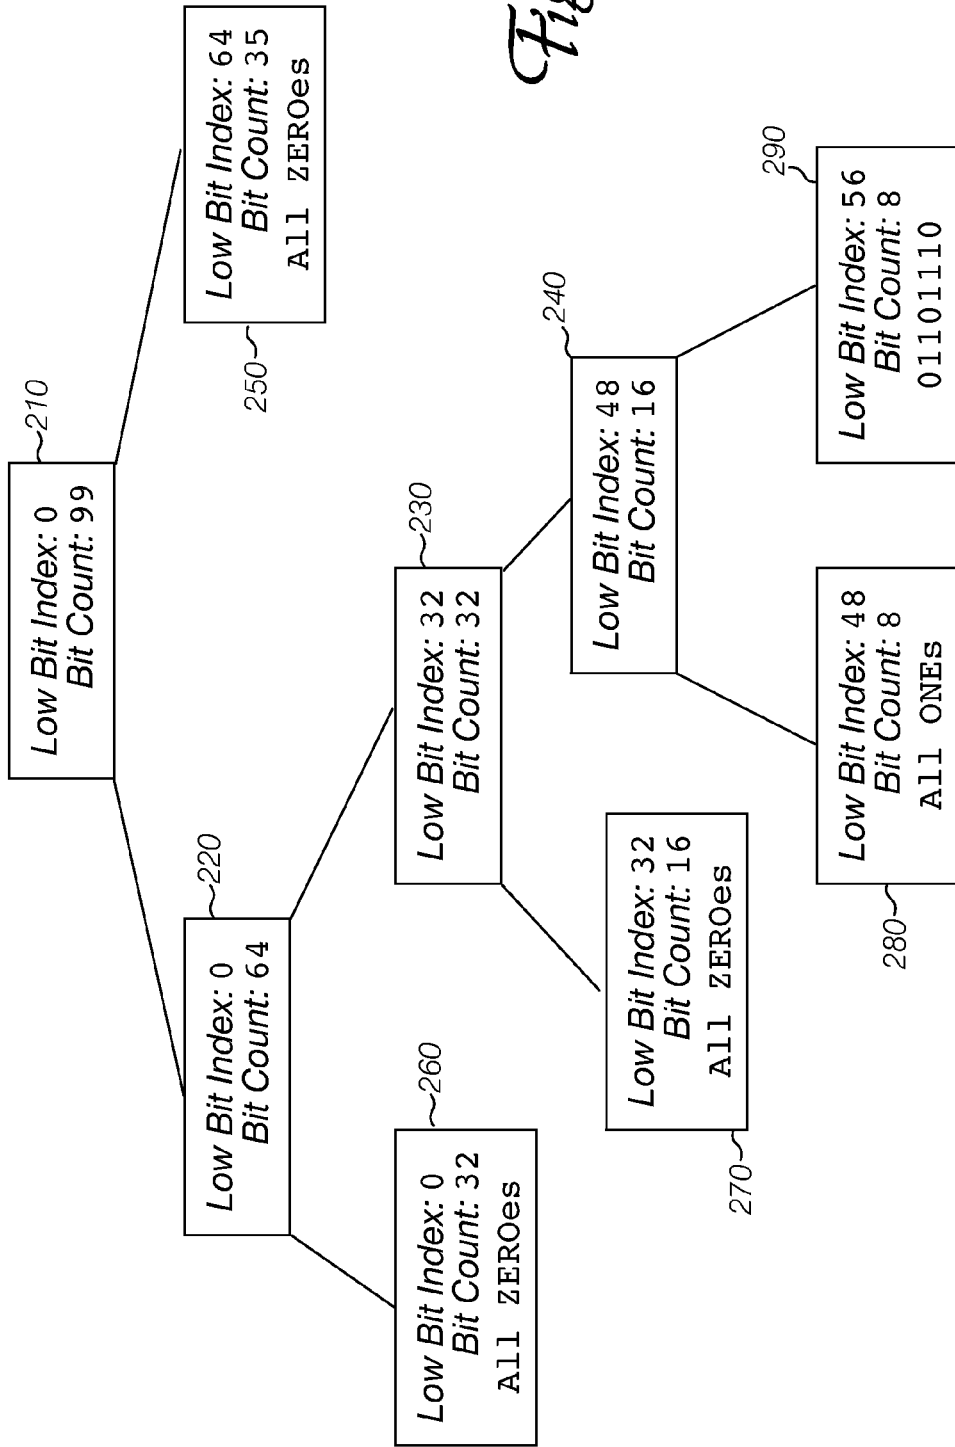 210
Low Bit Index: 0
Bit Count: 99
220
Low Bit Index: 0
Bit Count: 64
250
Low Bit Index: 64
Bit Count: 35
All ZEROes
260
Low Bit Index: 0
Bit Count: 32
All ZEROes
230
Low Bit Index: 32
Bit Count: 32
270
Low Bit Index: 32
Bit Count: 16
All ZEROes
240
Low Bit Index: 48
Bit Count: 16
280
Low Bit Index: 48
Bit Count: 8
All ONEs
290
Low Bit Index: 56
Bit Count: 8
01101110